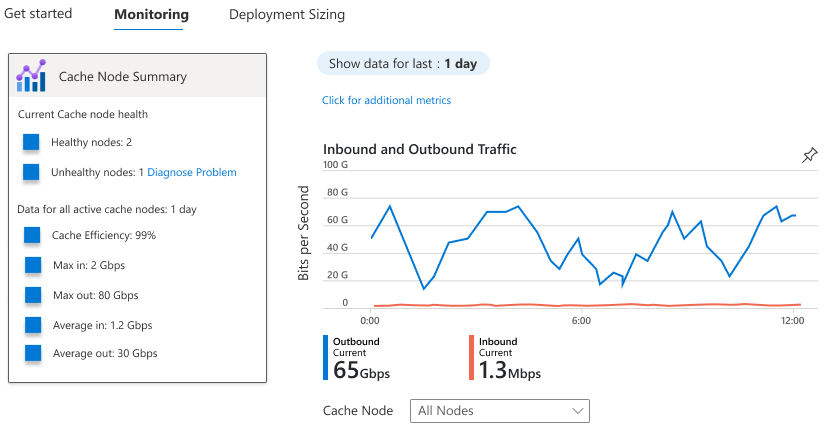 Get started
Monitoring
Deployment Sizing
Cache Node Summary
Current Cache node health
Healthy nodes: 2
Unhealthy nodes: 1 Diagnose Problem
Data for all active cache nodes: 1 day
Cache Efficiency: 99%
Max in: 2 Gbps
Max out: 80 Gbps
Average in: 1.2 Gbps
Average out: 30 Gbps
Show data for last : 1 day
Click for additional metrics
Inbound and Outbound Traffic
Bits per Second
100 G
80 G
60 G
40 G
20 G
0
0:00
6:00
12:00
Outbound
Current
65Gbps
Inbound
Current
1.3Mbps
Cache Node
All Nodes